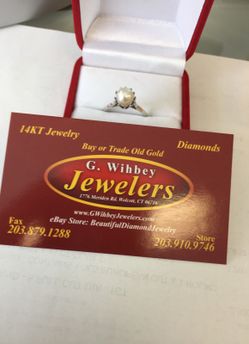 14KT Jewelry
Buy or Trade Old Gold
Diamonds
G. Wihbey
Jewelers
1776 Meriden Rd, Wolcott, CT 06716
www.GWihbeyJewelers.com
eBay Store: BeautifulDiamondJewelry
Fax
203.879.1288
Store
203.910.9746